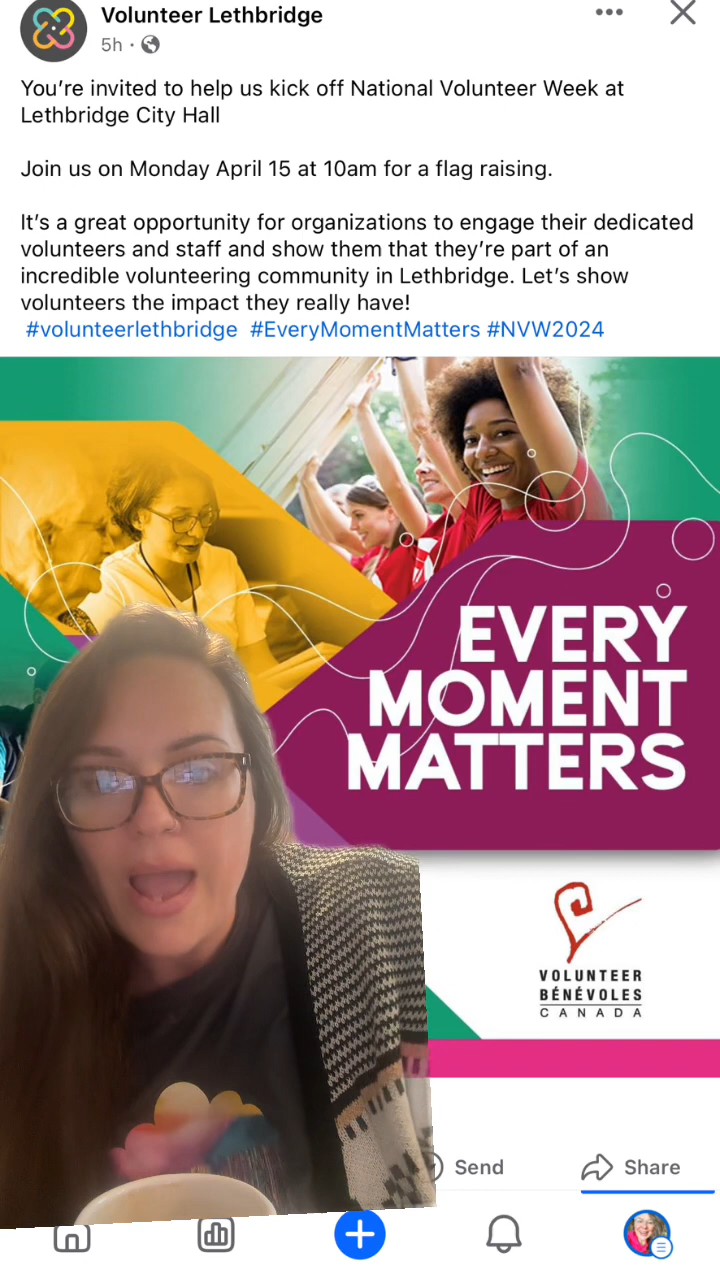 Volunteer Lethbridge
5h ·
You’re invited to help us kick off National Volunteer Week at
Lethbridge City Hall
Join us on Monday April 15 at 10am for a flag raising.
It’s a great opportunity for organizations to engage their dedicated
volunteers and staff and show them that they’re part of an
incredible volunteering community in Lethbridge. Let’s show
volunteers the impact they really have!
#volunteerlethbridge #EveryMomentMatters #NVW2024
EVERY
MOMENT
MATTERS
VOLUNTEER
BÉNÉVOLES
CANADA
Send
Share